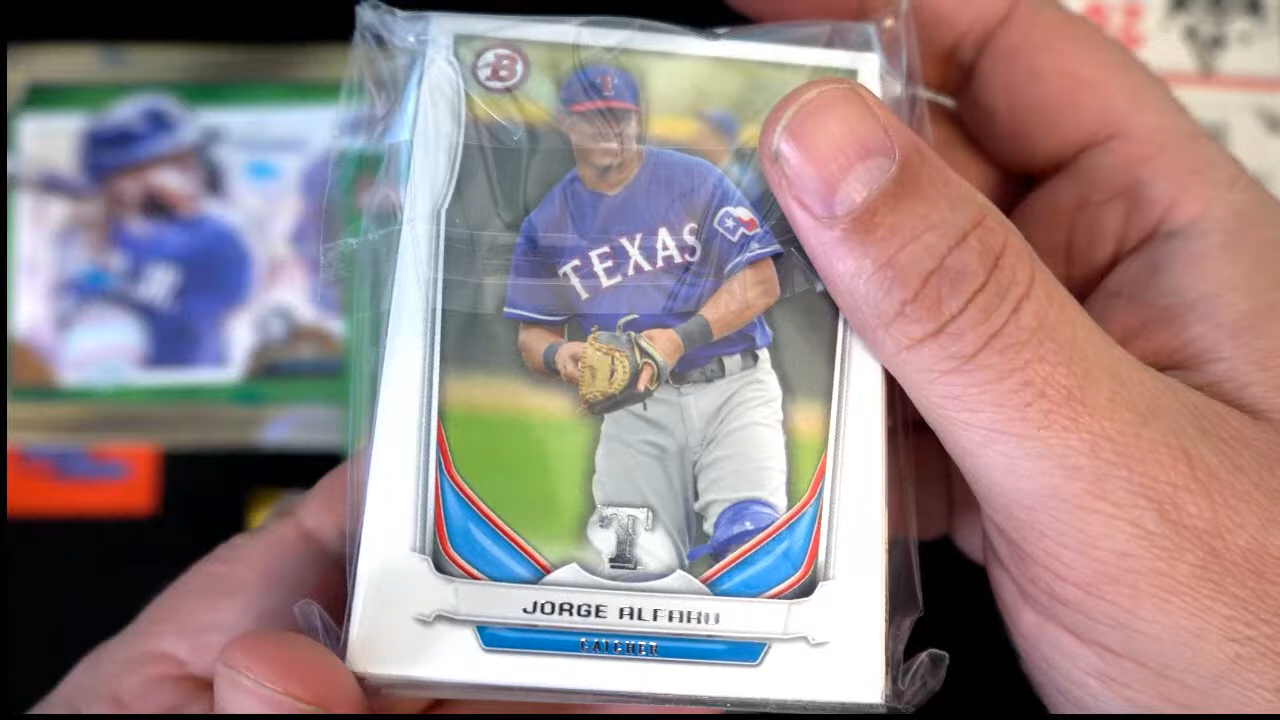 B
T
TEXAS
T
JORGE ALFARO
CATCHER